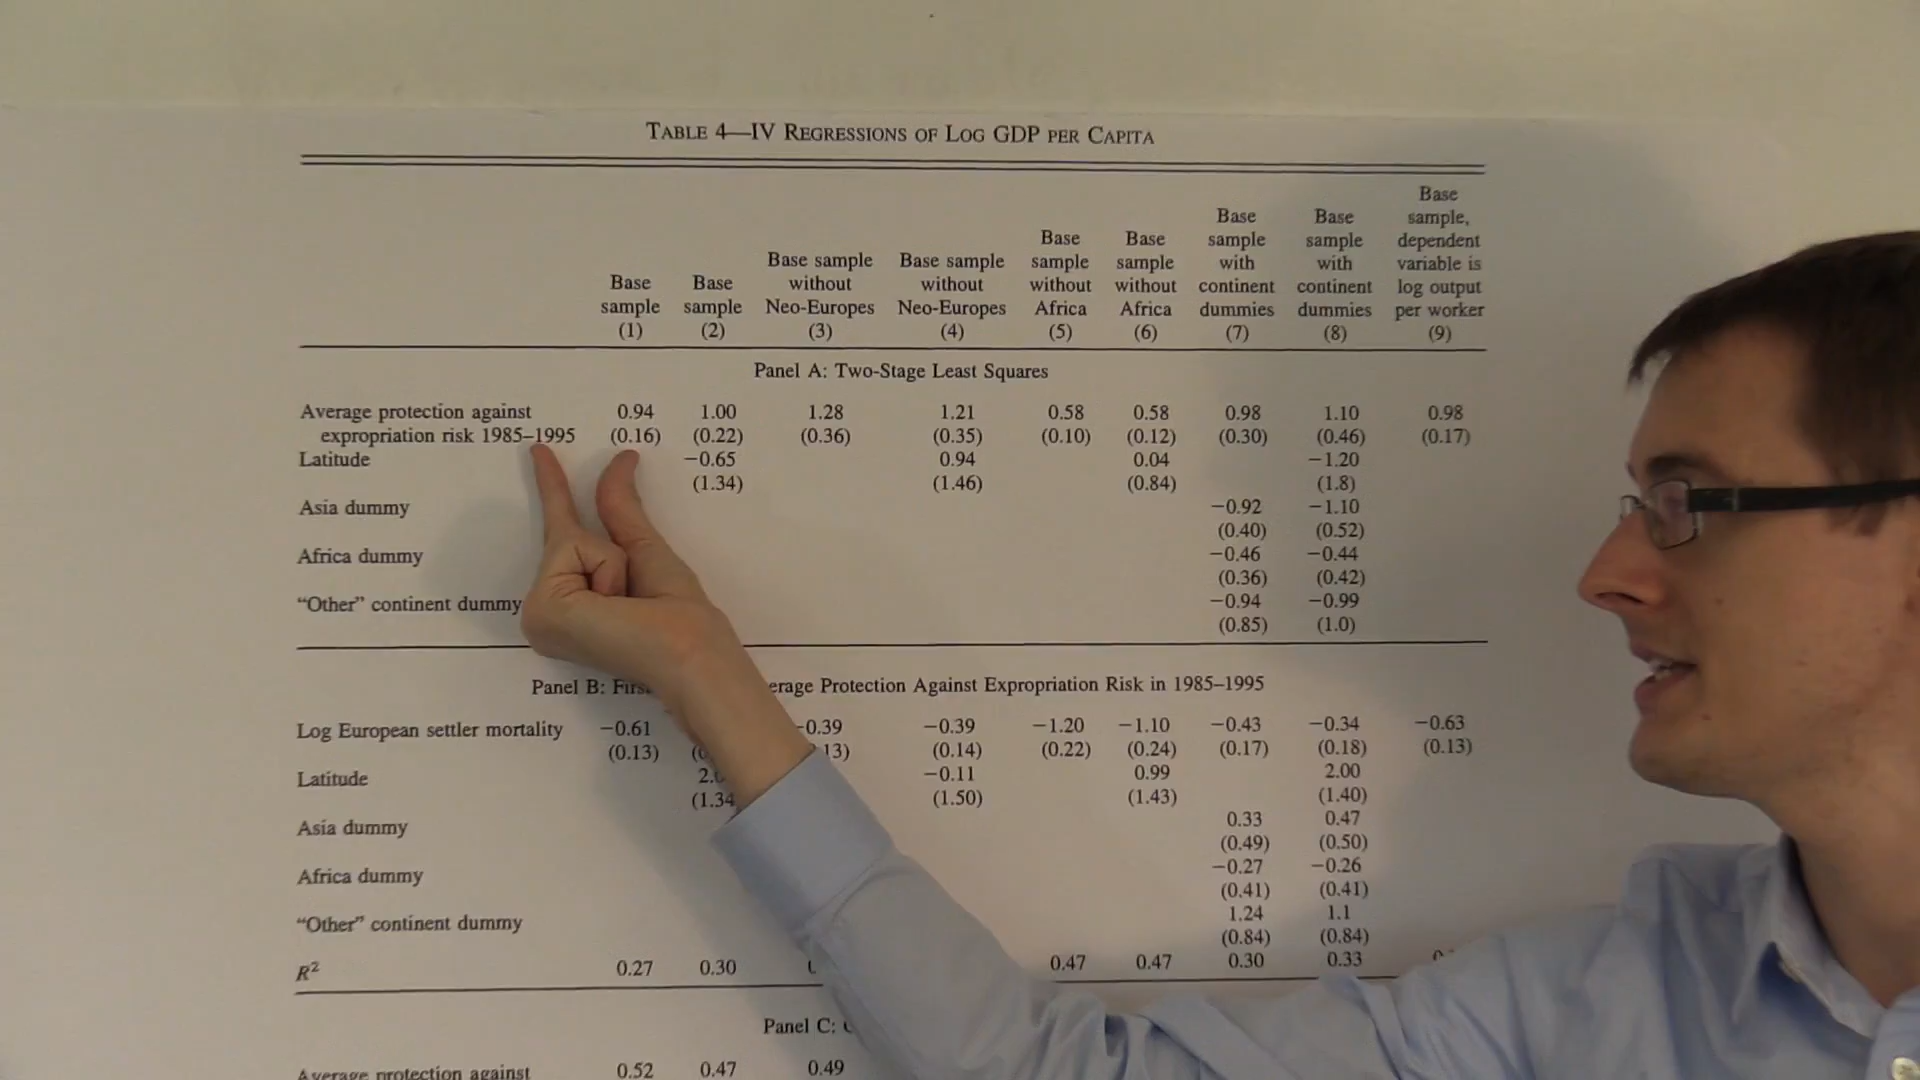 TABLE 4—IV REGRESSIONS OF LOG GDP PER CAPITA
Base
Base Base sample,
Base Base sample sample dependent
Base sample Base sample sample sample with with variable is
Base Base without without without without continent continent log output
sample sample Neo-Europes Neo-Europes Africa Africa dummies dummies per worker
(1) (2) (3) (4) (5) (6) (7) (8) (9)
Panel A: Two-Stage Least Squares
Average protection against 0.94 1.00 1.28 1.21 0.58 0.58 0.98 1.10 0.98
expropriation risk 1985–1995 (0.16) (0.22) (0.36) (0.35) (0.10) (0.12) (0.30) (0.46) (0.17)
Latitude −0.65 0.94 0.04 −1.20
(1.34) (1.46) (0.84) (1.8)
Asia dummy −0.92 −1.10
(0.40) (0.52)
Africa dummy −0.46 −0.44
(0.36) (0.42)
“Other” continent dummy −0.94 −0.99
(0.85) (1.0)
Panel B: Protection Against Expropriation Risk in 1985–1995
Log European settler mortality −0.61 −0.39 −0.39 −1.20 −1.10 −0.43 −0.34 −0.63
(0.13) (0.14) (0.22) (0.24) (0.17) (0.18) (0.13)
Latitude −0.11 0.99 2.00
(1.34 (1.50) (1.43) (1.40)
Asia dummy 0.33 0.47
(0.49) (0.50)
Africa dummy −0.27 −0.26
(0.41) (0.41)
“Other” continent dummy 1.24 1.1
(0.84) (0.84)
R² 0.27 0.30 0.47 0.47 0.30 0.33
Panel C:
Average protection against 0.52 0.47 0.49